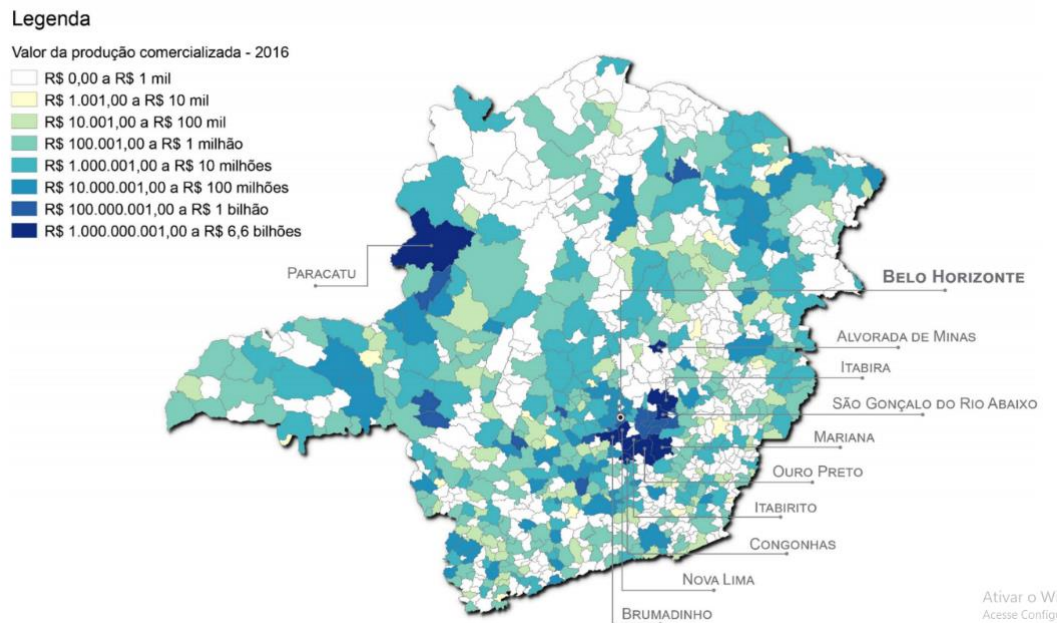 Legenda
Valor da produção comercializada - 2016
R$ 0,00 a R$ 1 mil
R$ 1.001,00 a R$ 10 mil
R$ 10.001,00 a R$ 100 mil
R$ 100.001,00 a R$ 1 milhão
R$ 1.000.001,00 a R$ 10 milhões
R$ 10.000.001,00 a R$ 100 milhões
R$ 100.000.001,00 a R$ 1 bilhão
R$ 1.000.000.001,00 a R$ 6,6 bilhões
PARACATU
BELO HORIZONTE
ALVORADA DE MINAS
ITABIRA
SÃO GONÇALO DO RIO ABAIXO
MARIANA
OURO PRETO
ITABIRITO
CONGONHAS
NOVA LIMA
BRUMADINHO
Ativar o Wi
Acesse Configu